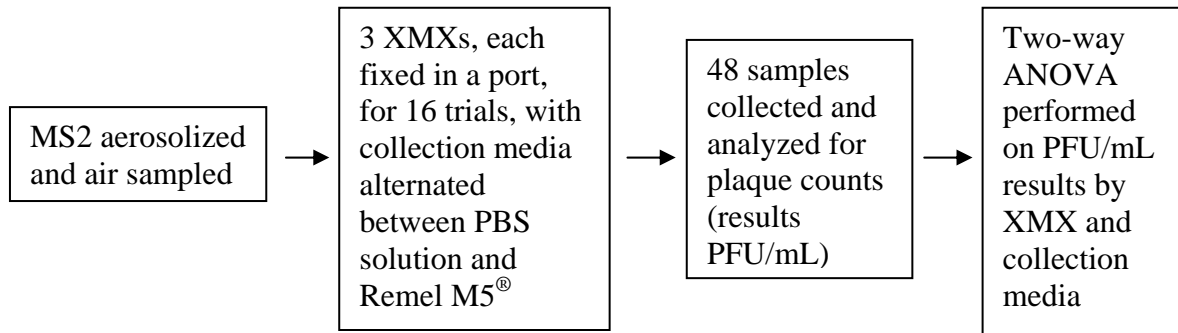 MS2 aerosolized
and air sampled
3 XMXs, each
fixed in a port,
for 16 trials, with
collection media
alternated
between PBS
solution and
Remel M5®
48 samples
collected and
analyzed for
plaque counts
(results
PFU/mL)
Two-way
ANOVA
performed
on PFU/mL
results by
XMX and
collection
media